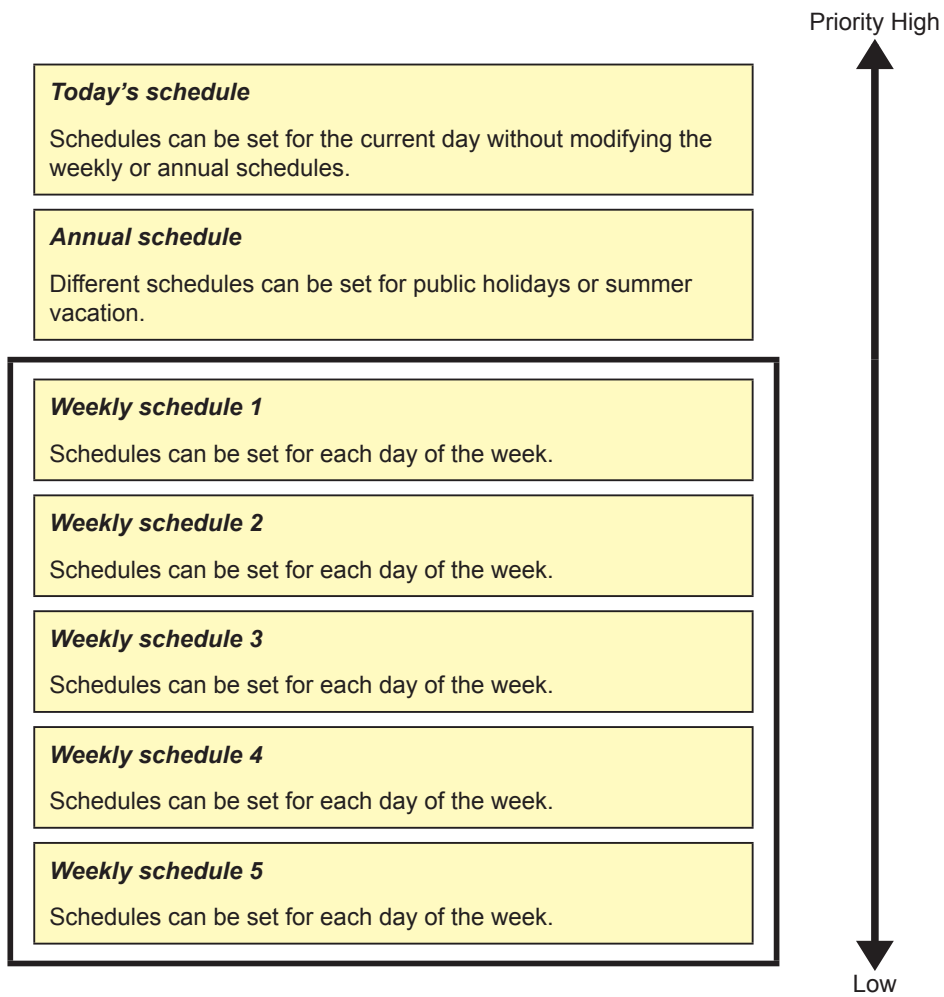 Priority High
Today's schedule
Schedules can be set for the current day without modifying the
weekly or annual schedules.
Annual schedule
Different schedules can be set for public holidays or summer
vacation.
Weekly schedule 1
Schedules can be set for each day of the week.
Weekly schedule 2
Schedules can be set for each day of the week.
Weekly schedule 3
Schedules can be set for each day of the week.
Weekly schedule 4
Schedules can be set for each day of the week.
Weekly schedule 5
Schedules can be set for each day of the week.
Low